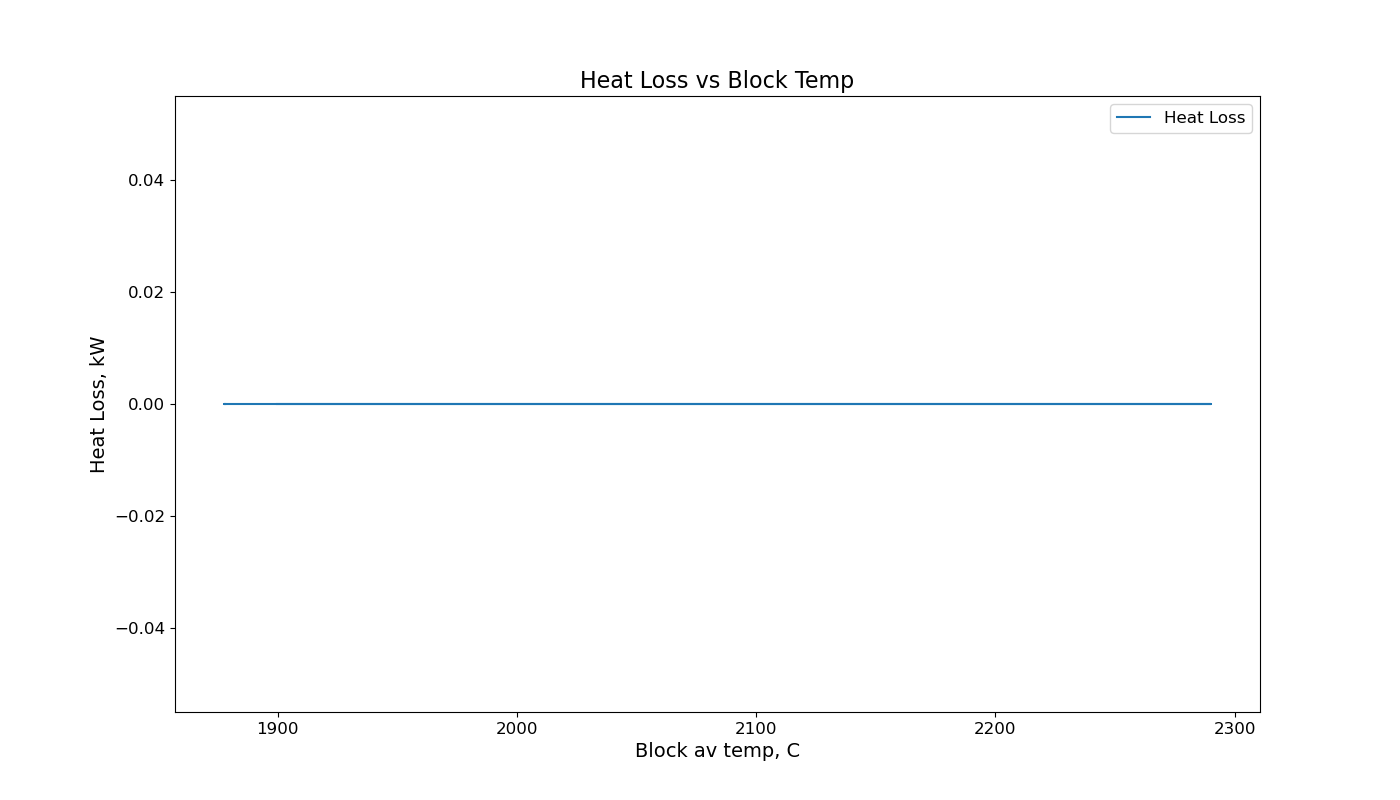 Heat Loss vs Block Temp
Heat Loss
0.04
0.02
0.00
−0.02
−0.04
Heat Loss, kW
1900 2000 2100 2200 2300
Block av temp, C